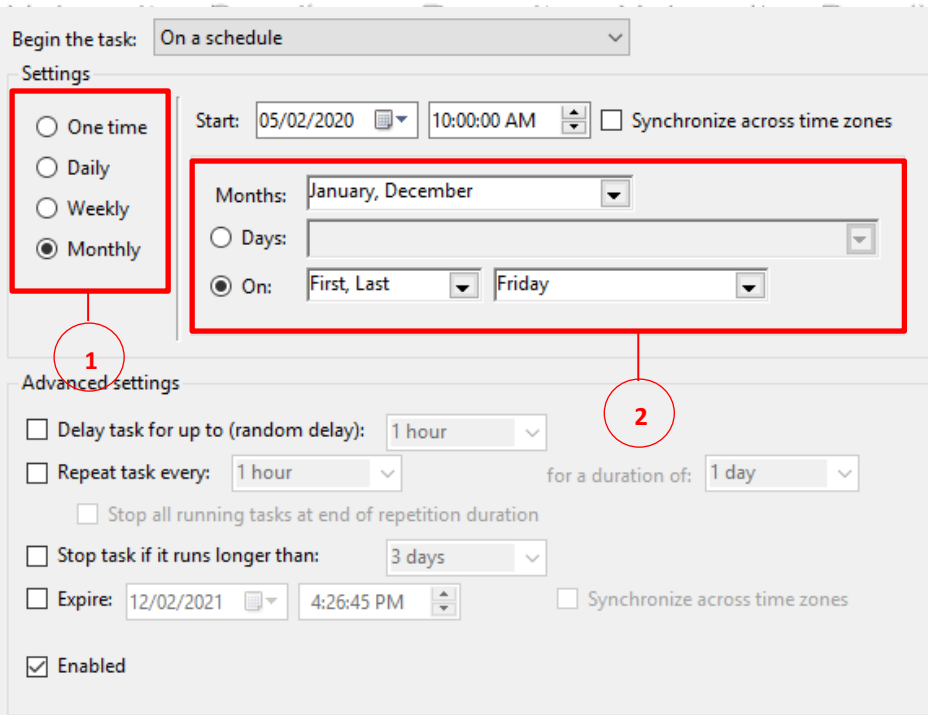 Begin the task: On a schedule
Settings
One time
Daily
Weekly
Monthly
Start: 05/02/2020 10:00:00 AM Synchronize across time zones
Months: January, December
Days:
On: First, Last Friday
1
2
Advanced settings
Delay task for up to (random delay): 1 hour
Repeat task every: 1 hour for a duration of: 1 day
Stop all running tasks at end of repetition duration
Stop task if it runs longer than: 3 days
Expire: 12/02/2021 4:26:45 PM Synchronize across time zones
Enabled